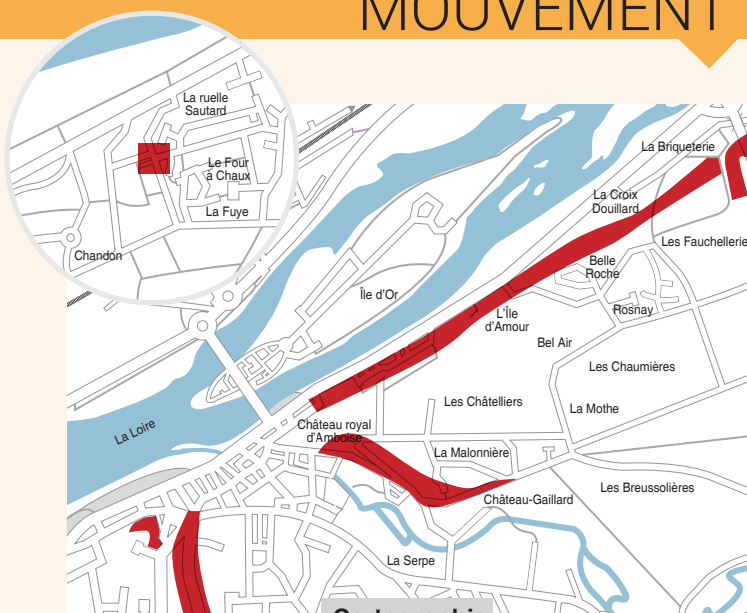 MOUVEMENT
La ruelle
Sautard
Le Four
à Chaux
La Fuye
Chandon
La Briqueterie
La Croix
Douillard
Les Fauchellerie
Belle
Roche
Île d'Or
Rosnay
L'Île
d'Amour
Bel Air
Les Chaumières
Les Châtelliers
La Mothe
La Loire
Château royal
d'Amboise
La Malonnière
Les Breussolières
Château-Gaillard
La Serpe